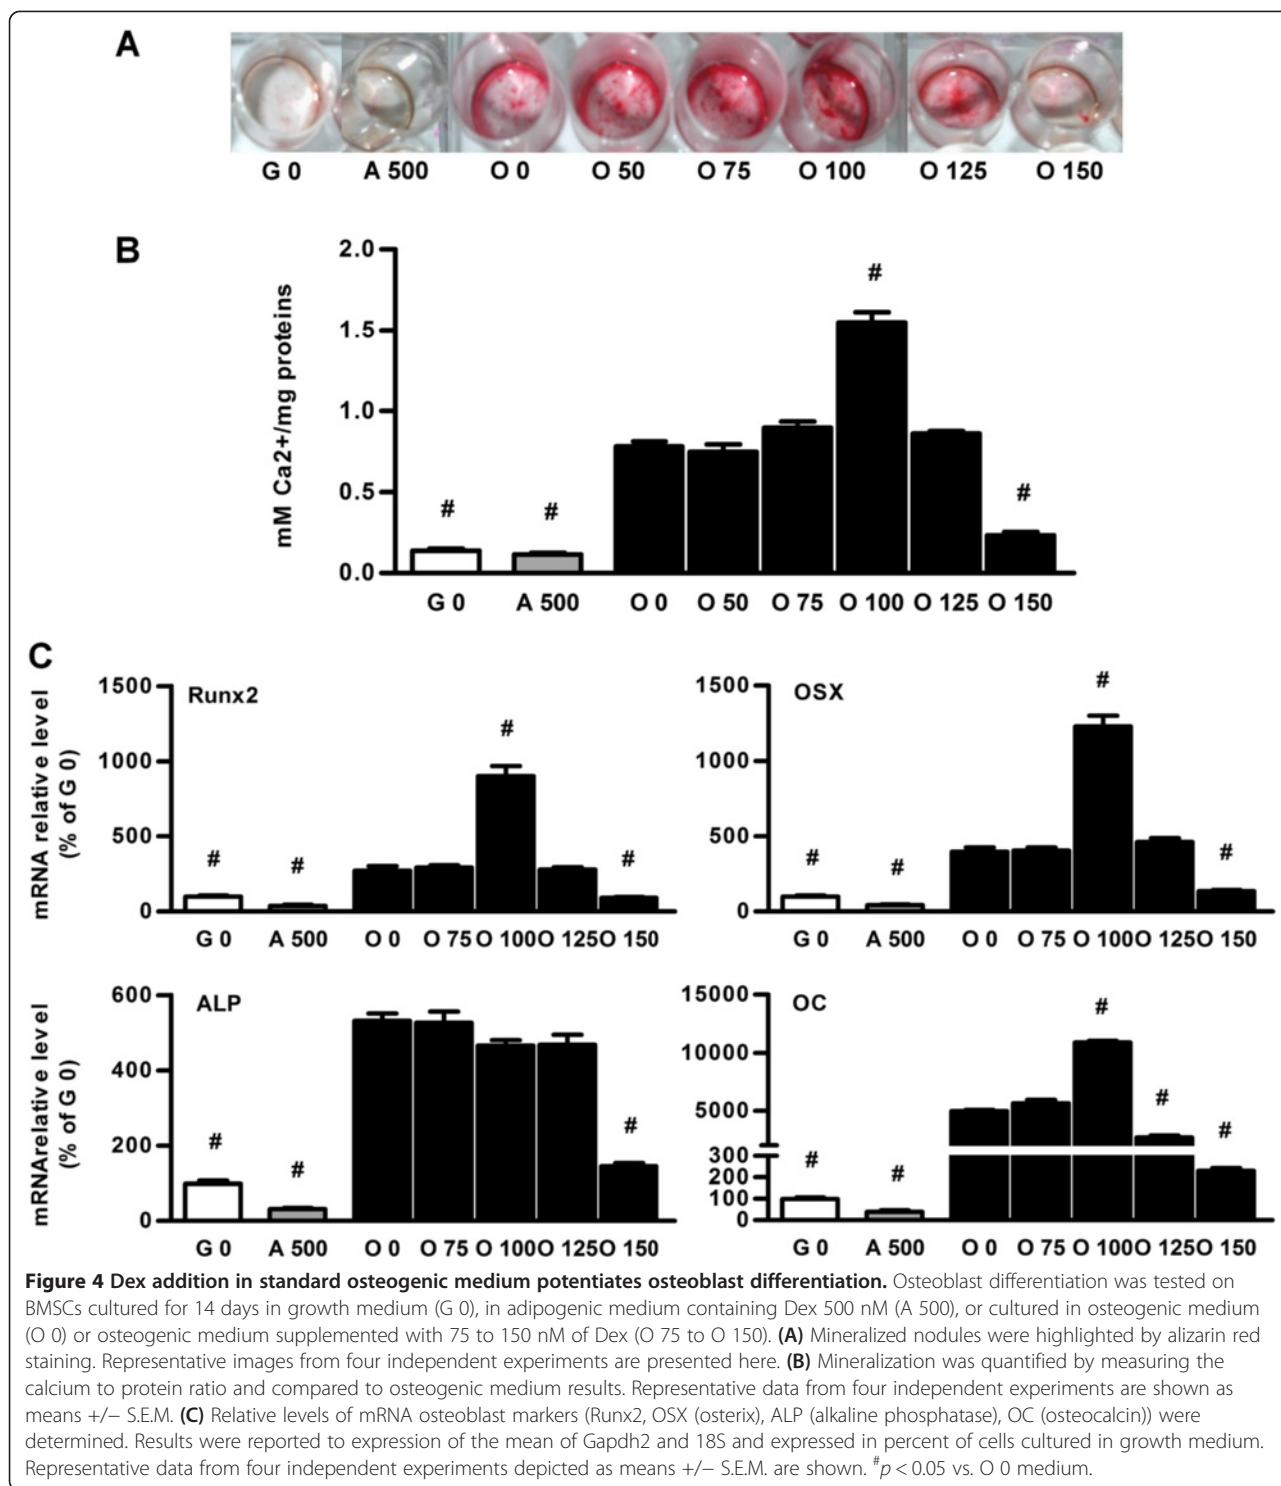 A
G 0 A 500 O 0 O 50 O 75 O 100 O 125 O 150
B
mM Ca2+/mg proteins
2.0
1.5
1.0
0.5
0.0
#
#
#
#
G 0 A 500 O 0 O 50 O 75 O 100 O 125 O 150
C
mRNA relative level
(% of G 0)
Runx2
1500
1000
500
0
#
#
#
#
G 0 A 500 O 0 O 75 O 100 O 125 O 150
OSX
1500
1000
500
0
#
#
#
#
G 0 A 500 O 0 O 75 O 100 O 125 O 150
mRNArelative level
(% of G 0)
ALP
600
400
200
0
#
#
#
G 0 A 500 O 0 O 75 O 100 O 125 O 150
OC
15000
10000
5000
300
200
100
0
#
#
#
#
#
G 0 A 500 O 0 O 75 O 100 O 125 O 150
Figure 4 Dex addition in standard osteogenic medium potentiates osteoblast differentiation. Osteoblast differentiation was tested on
BMSCs cultured for 14 days in growth medium (G 0), in adipogenic medium containing Dex 500 nM (A 500), or cultured in osteogenic medium
(O 0) or osteogenic medium supplemented with 75 to 150 nM of Dex (O 75 to O 150). (A) Mineralized nodules were highlighted by alizarin red
staining. Representative images from four independent experiments are presented here. (B) Mineralization was quantified by measuring the
calcium to protein ratio and compared to osteogenic medium results. Representative data from four independent experiments are shown as
means +/− S.E.M. (C) Relative levels of mRNA osteoblast markers (Runx2, OSX (osterix), ALP (alkaline phosphatase), OC (osteocalcin)) were
determined. Results were reported to expression of the mean of Gapdh2 and 18S and expressed in percent of cells cultured in growth medium.
Representative data from four independent experiments depicted as means +/− S.E.M. are shown. #p < 0.05 vs. O 0 medium.